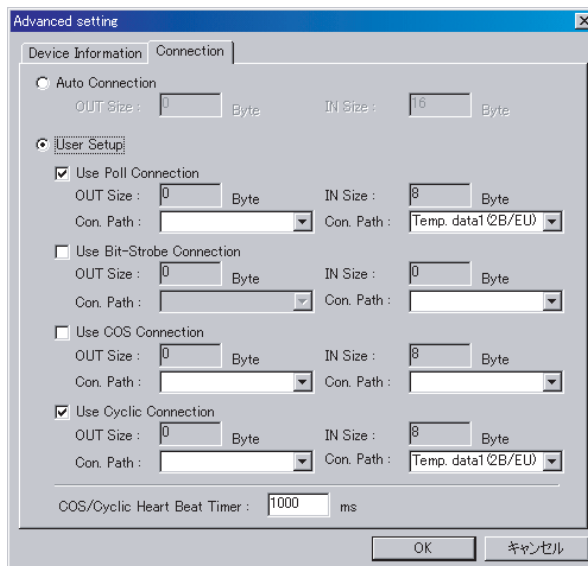 Advanced setting
Device Information Connection
Auto Connection
OUT Size : 0 Byte IN Size : 16 Byte
User Setup
Use Poll Connection
OUT Size : 0 Byte IN Size : 8 Byte
Con. Path : Con. Path : Temp. data1(2B/EU)
Use Bit-Strobe Connection
OUT Size : 0 Byte IN Size : 0 Byte
Con. Path : Con. Path :
Use COS Connection
OUT Size : 0 Byte IN Size : 8 Byte
Con. Path : Con. Path :
Use Cyclic Connection
OUT Size : 0 Byte IN Size : 8 Byte
Con. Path : Con. Path : Temp. data1(2B/EU)
COS/Cyclic Heart Beat Timer : 1000 ms
OK キャンセル